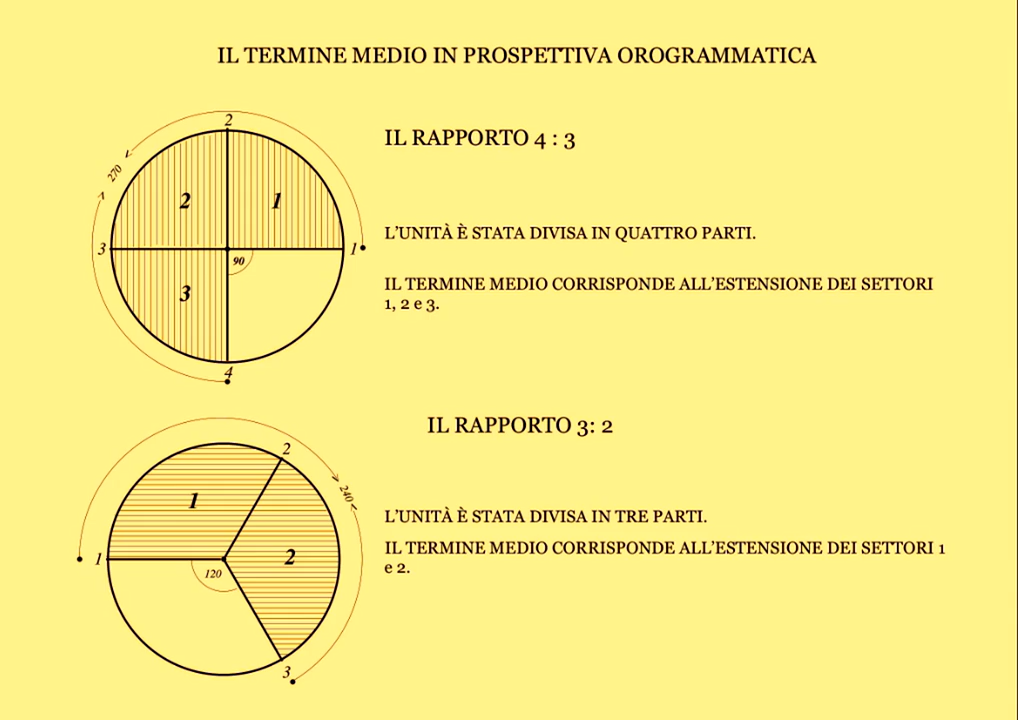 IL TERMINE MEDIO IN PROSPETTIVA OROGRAMMATICA
2
IL RAPPORTO 4 : 3
270
2
1
L'UNITÀ È STATA DIVISA IN QUATTRO PARTI.
3
1
90
IL TERMINE MEDIO CORRISPONDE ALL'ESTENSIONE DEI SETTORI
1, 2 e 3.
3
4
IL RAPPORTO 3: 2
2
240
1
L'UNITÀ È STATA DIVISA IN TRE PARTI.
IL TERMINE MEDIO CORRISPONDE ALL'ESTENSIONE DEI SETTORI 1
e 2.
1
2
120
3